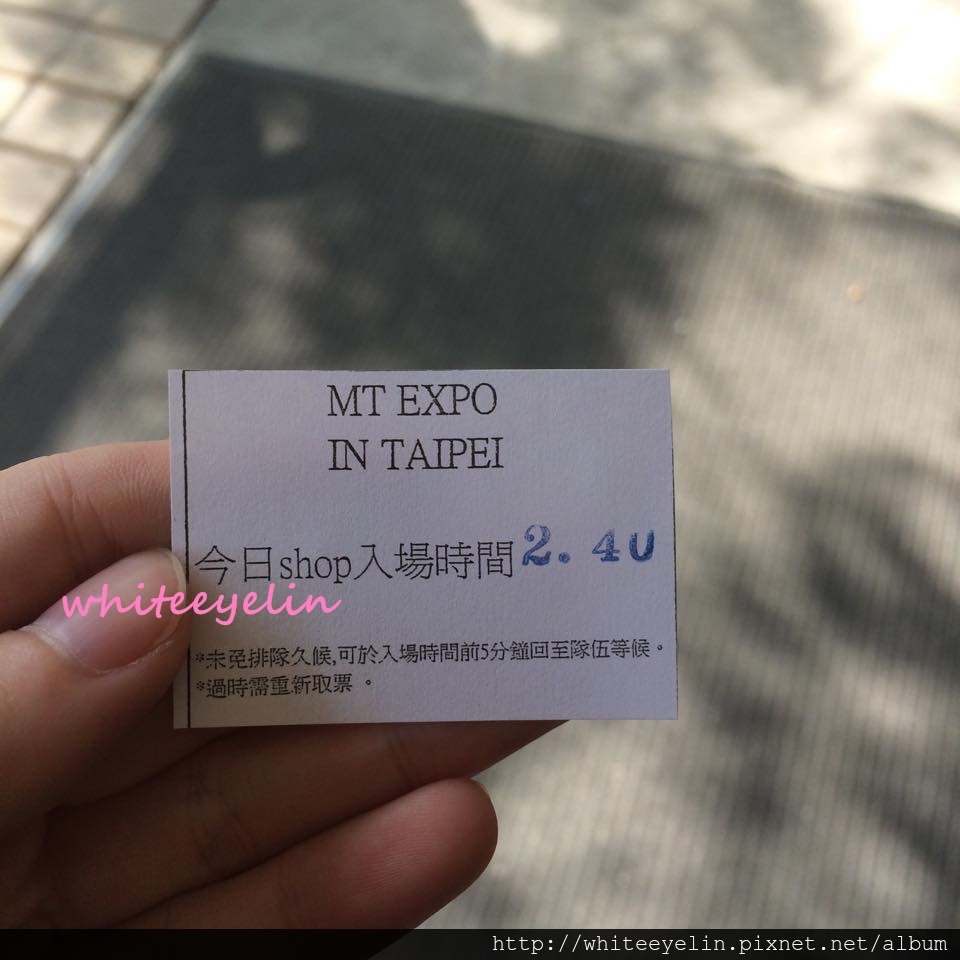 MT EXPO
IN TAIPEI
今日shop入場時間 2. 40
whiteeyelin
*未免排隊久候,可於入場時間前5分鐘回至隊伍等候。
*過時需重新取票 。
http://whiteeyelin.pixnet.net/album